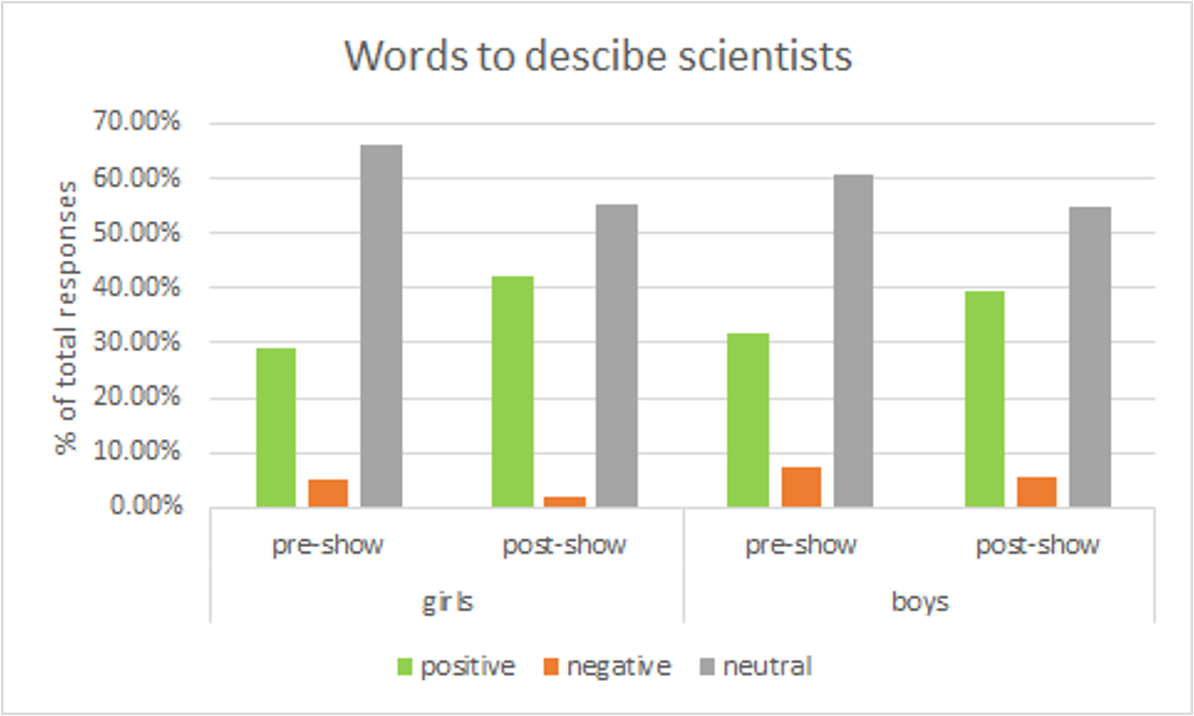 Words to descibe scientists
% of total responses
70.00%
60.00%
50.00%
40.00%
30.00%
20.00%
10.00%
0.00%
pre-show post-show pre-show post-show
girls boys
positive negative neutral